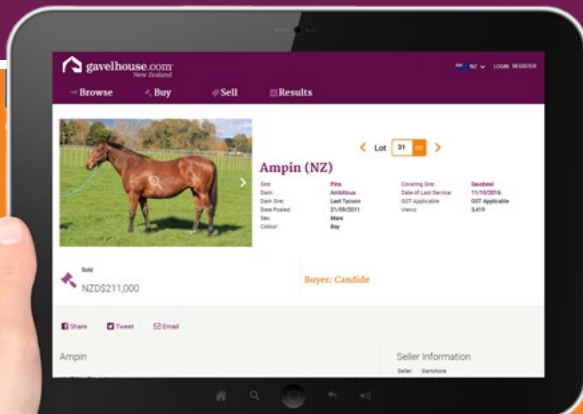 gavelhouse.com
New Zealand
NZ LOGIN REGISTER
Browse Buy Sell Results
Lot 31 GO
Ampin (NZ)
Sire: Pins Covering Sire: Savabeel
Dam: Ambitious Date of Last Service: 11/10/2016
Dam Sire: Last Tycoon GST Applicable: GST Applicable
Date Foaled: 21/09/2011 Views: 3,419
Sex: Mare
Colour: Bay
Sold
NZD$211,000
Buyer: Candide
Share Tweet Email
Ampin
Seller Information
Seller